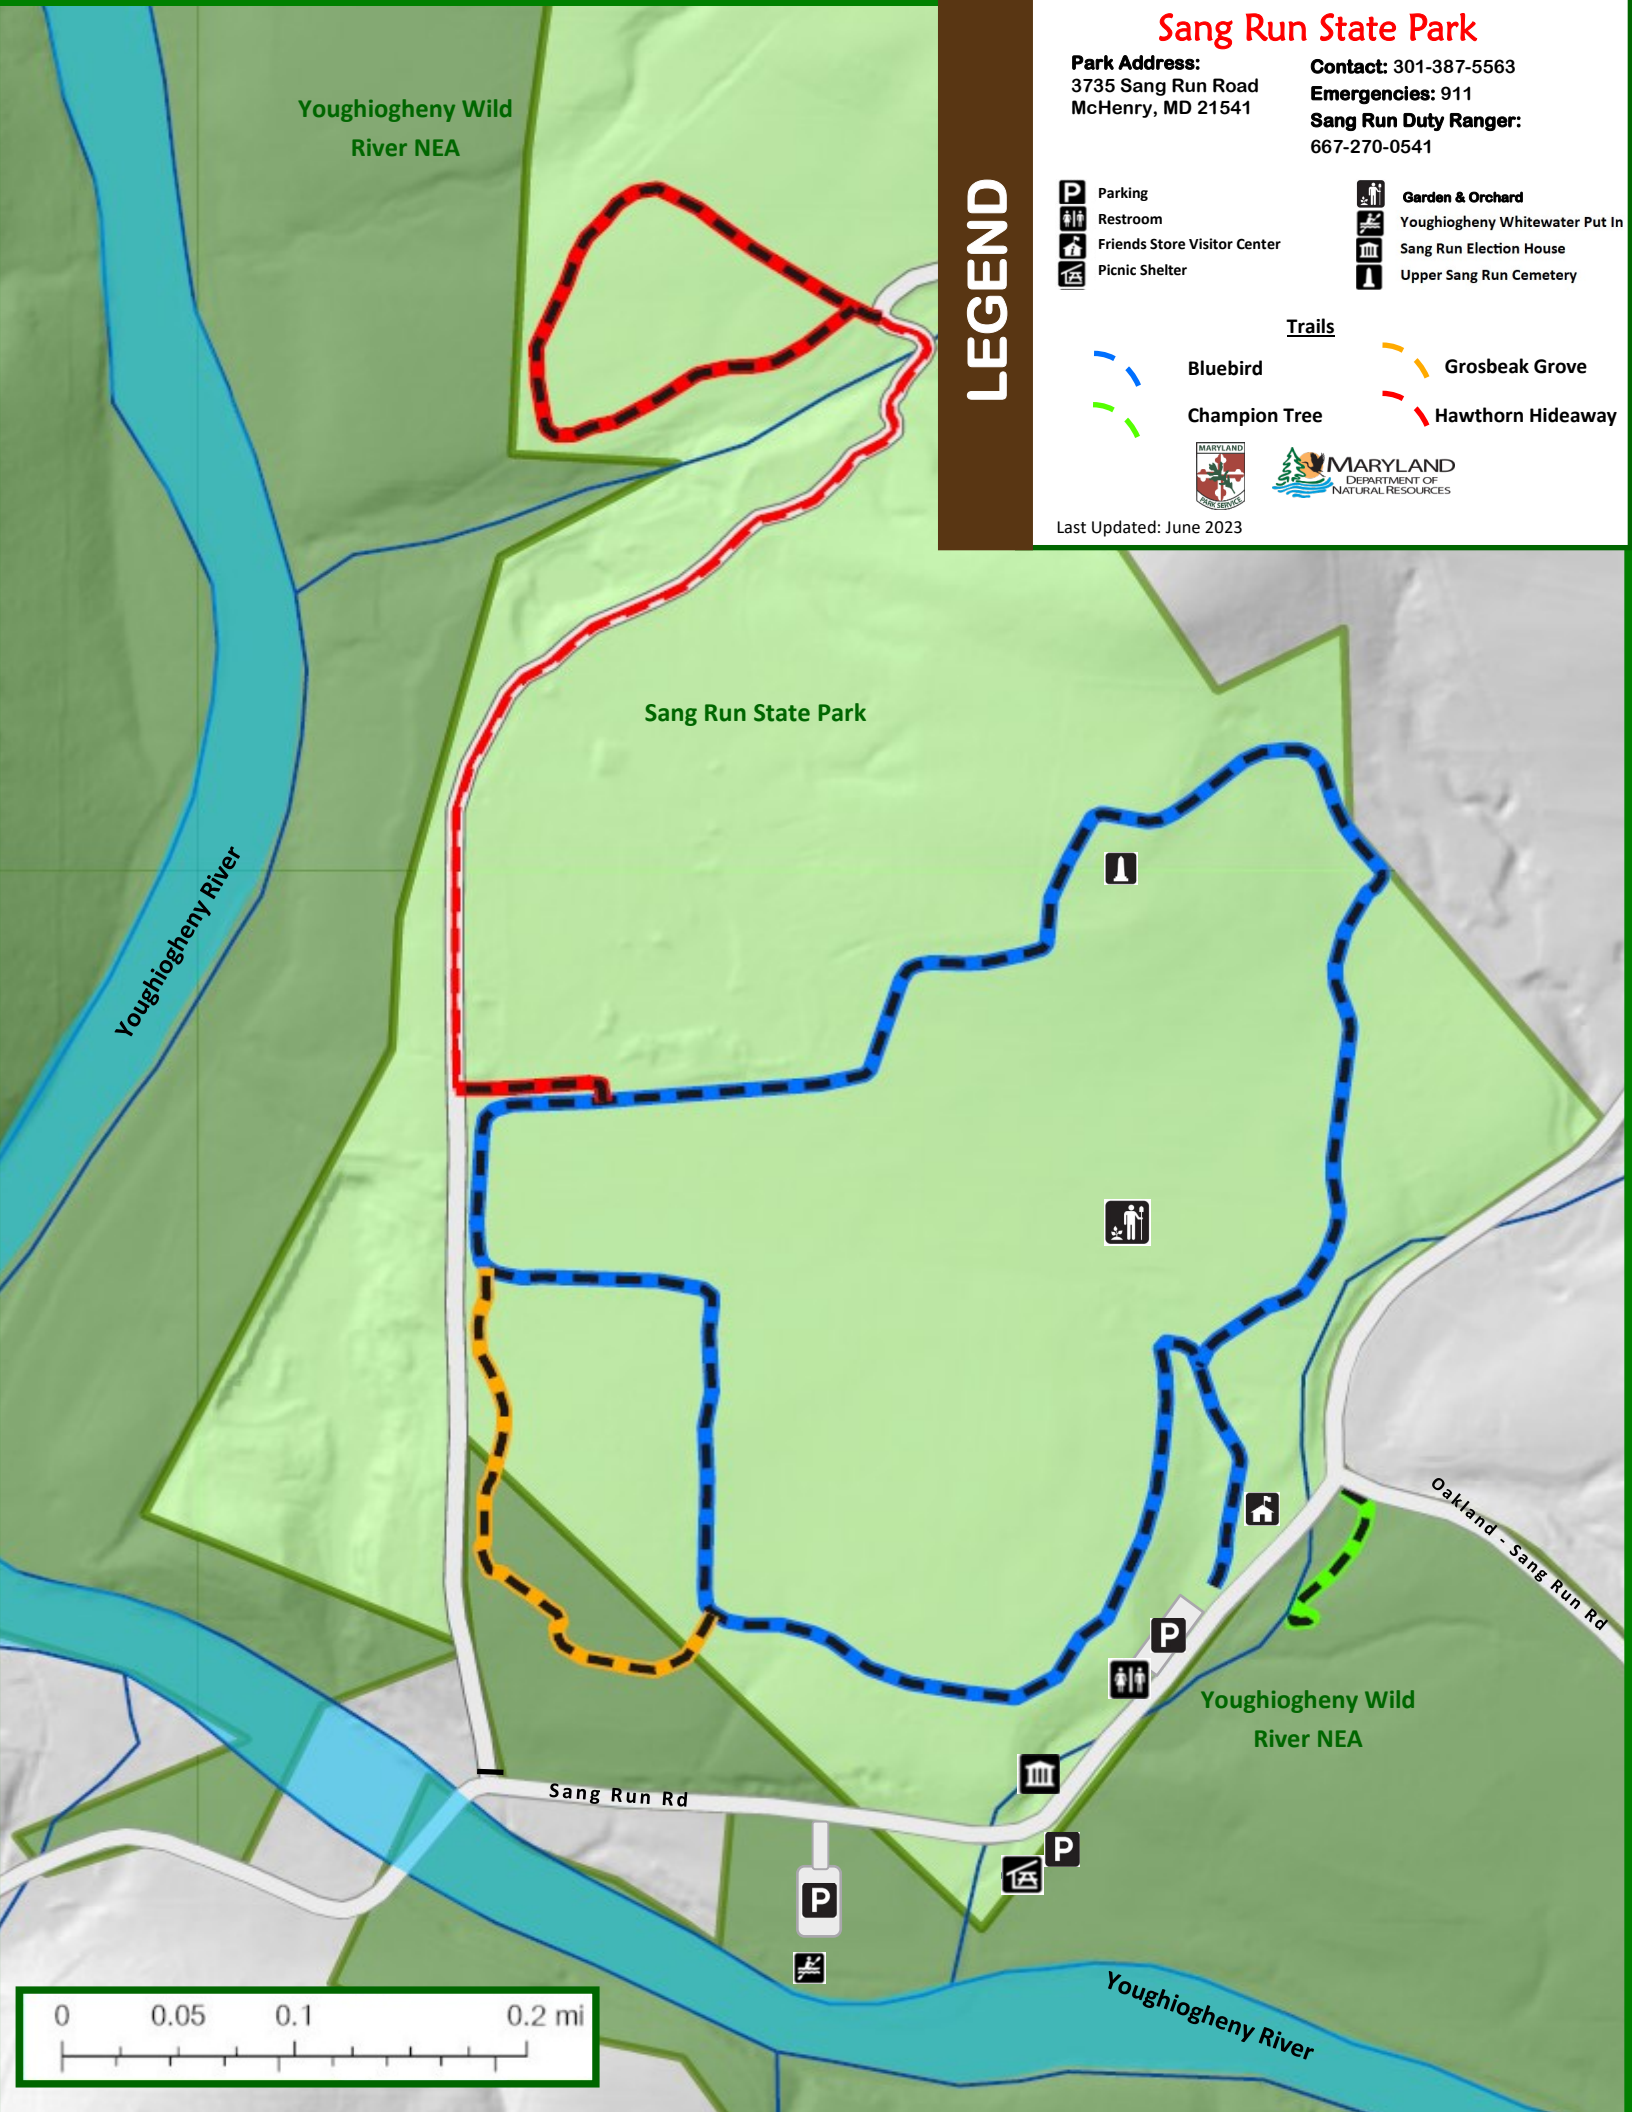 Sang Run State Park
Park Address:
3735 Sang Run Road
McHenry, MD 21541
Contact: 301-387-5563
Emergencies: 911
Sang Run Duty Ranger:
667-270-0541
LEGEND
P Parking
Restroom
Friends Store Visitor Center
Picnic Shelter
Garden & Orchard
Youghiogheny Whitewater Put In
Sang Run Election House
Upper Sang Run Cemetery
Trails
Bluebird
Grosbeak Grove
Champion Tree
Hawthorn Hideaway
MARYLAND
PARK SERVICE
MARYLAND
DEPARTMENT OF
NATURAL RESOURCES
Last Updated: June 2023
Youghiogheny Wild
River NEA
Sang Run State Park
Youghiogheny River
Oakland - Sang Run Rd
P
Youghiogheny Wild
River NEA
Sang Run Rd
P
P
Youghiogheny River
0 0.05 0.1 0.2 mi